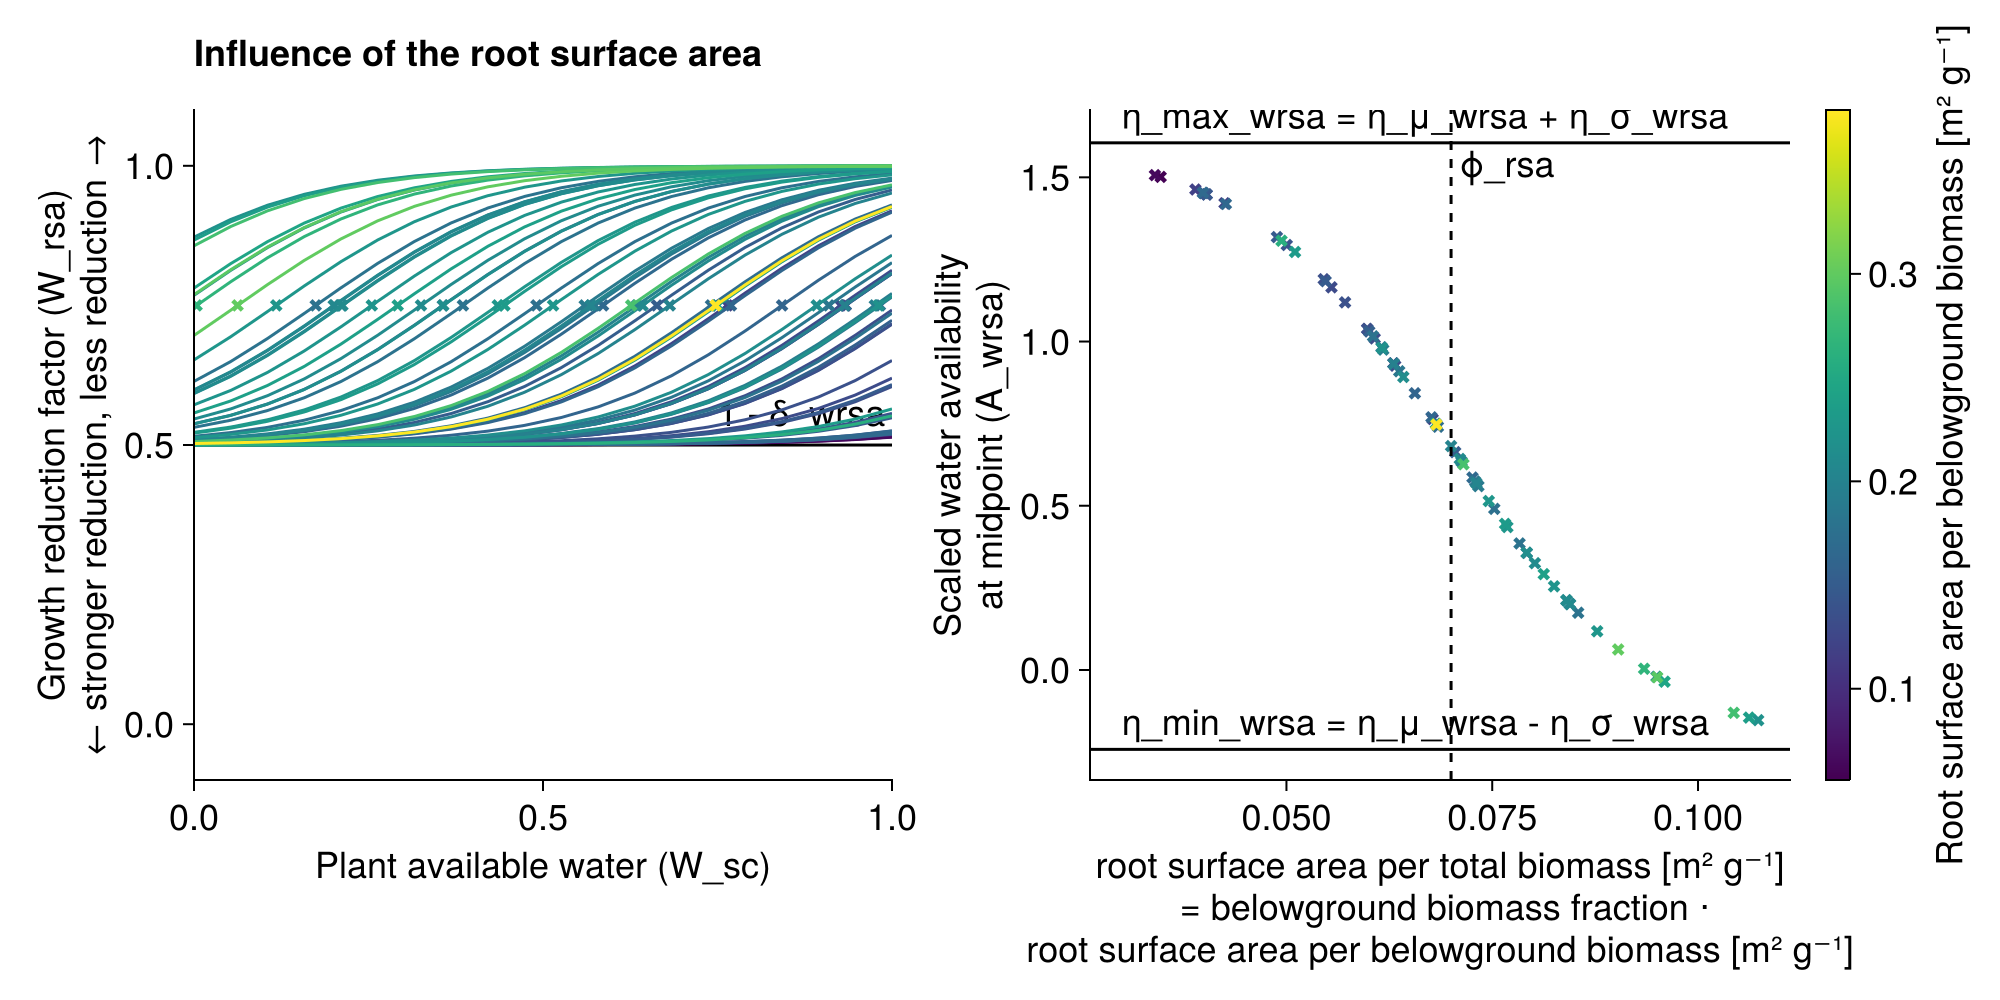 Influence of the root surface area
Growth reduction factor (W_rsa)
← stronger reduction, less reduction →
1.0
0.5
0.0
1 - δ_wrsa
0.0
0.5
1.0
Plant available water (W_sc)
Scaled water availability
at midpoint (A_wrsa)
1.5
1.0
0.5
0.0
η_max_wrsa = η_μ_wrsa + η_σ_wrsa
ϕ_rsa
η_min_wrsa = η_μ_wrsa - η_σ_wrsa
0.050
0.075
0.100
root surface area per total biomass [m² g⁻¹]
= belowground biomass fraction ·
root surface area per belowground biomass [m² g⁻¹]
0.3
0.2
0.1
Root surface area per belowground biomass [m² g⁻¹]